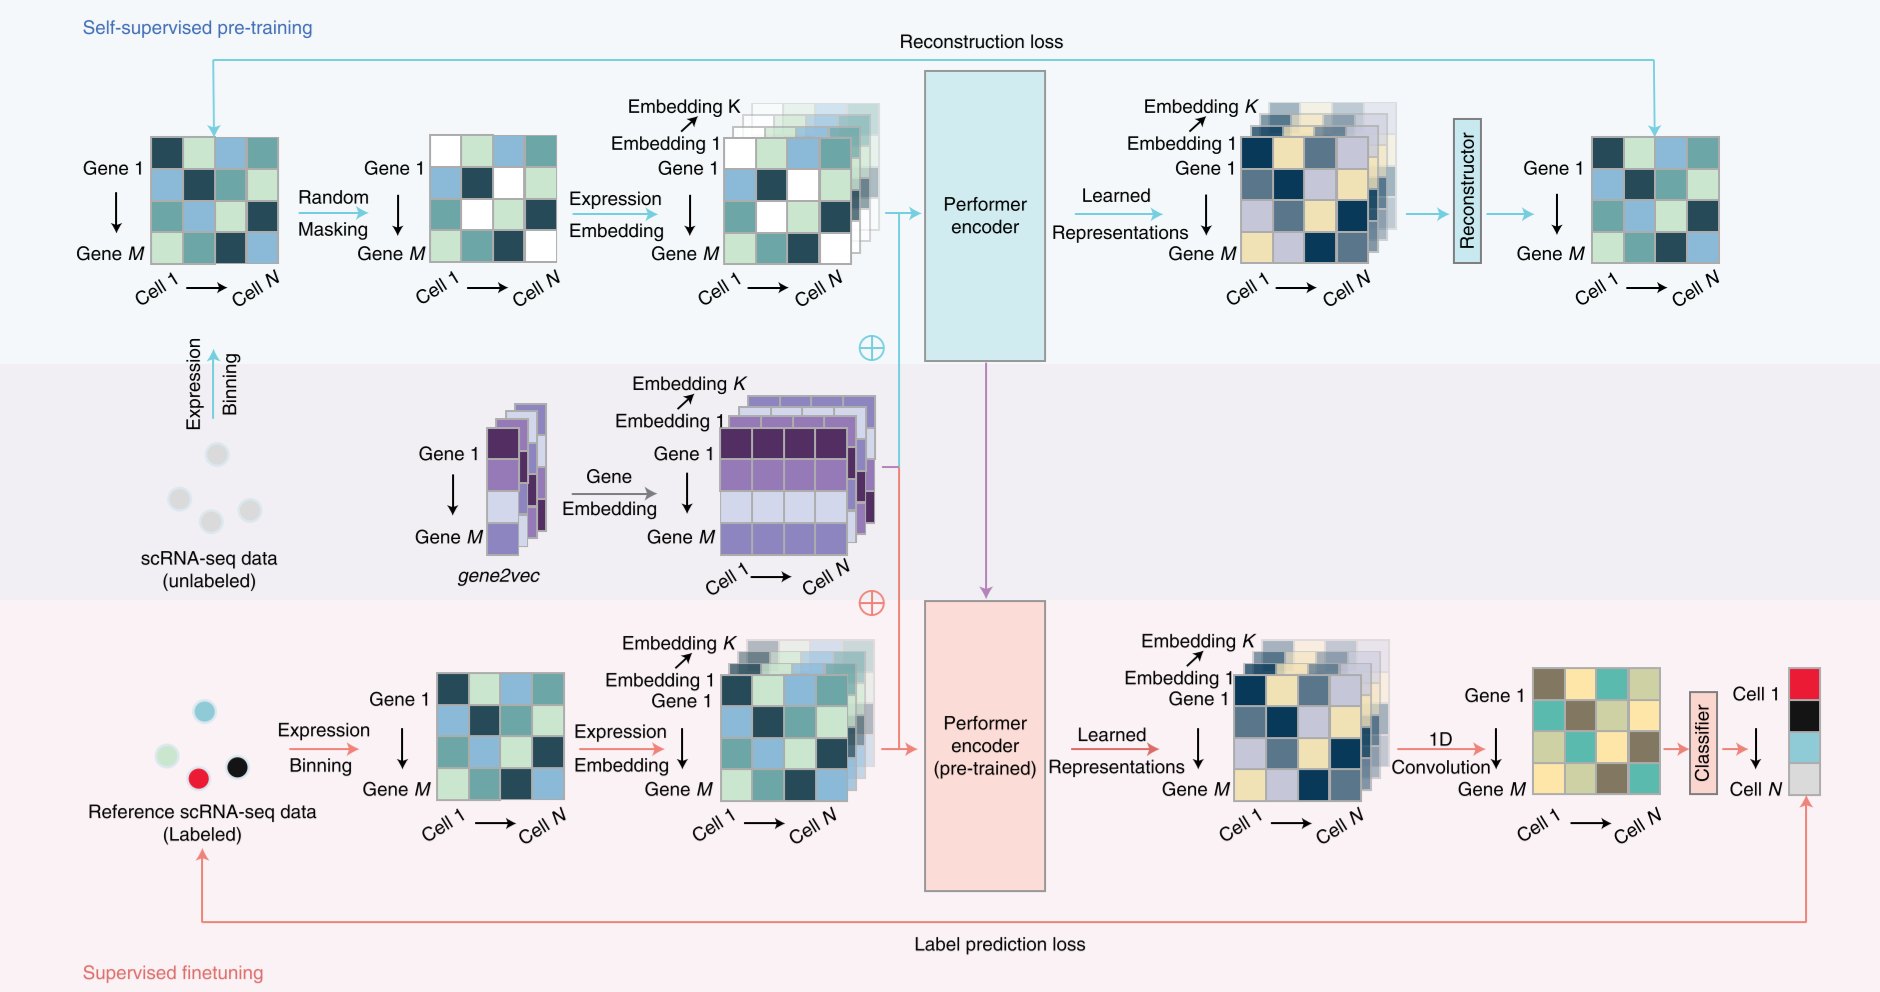 Self-supervised pre-training
Reconstruction loss
Gene 1
Gene M
Cell 1
Cell N
Random
Masking
Gene 1
Gene M
Cell 1
Cell N
Expression
Embedding
Embedding K
Embedding 1
Gene 1
Gene M
Cell 1
Cell N
Performer
encoder
Learned
Representations
Embedding K
Embedding 1
Gene 1
Gene M
Cell 1
Cell N
Reconstructor
Gene 1
Gene M
Cell 1
Cell N
Expression
Binning
scRNA-seq data
(unlabeled)
Gene 1
Gene M
gene2vec
Gene
Embedding
Embedding K
Embedding 1
Gene 1
Gene M
Cell 1
Cell N
Reference scRNA-seq data
(Labeled)
Expression
Binning
Gene 1
Gene M
Cell 1
Cell N
Expression
Embedding
Embedding K
Embedding 1
Gene 1
Gene M
Cell 1
Cell N
Performer
encoder
(pre-trained)
Learned
Representations
Embedding K
Embedding 1
Gene 1
Gene M
Cell 1
Cell N
1D
Convolution
Gene 1
Gene M
Cell 1
Cell N
Classifier
Cell 1
Cell N
Label prediction loss
Supervised finetuning